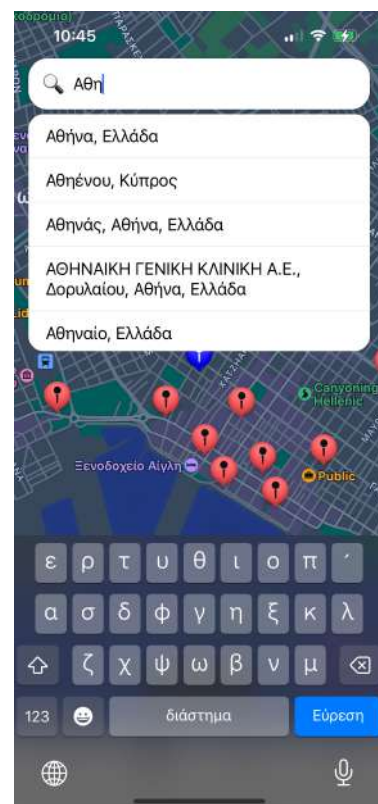 10:45
Αθη
Αθήνα, Ελλάδα
Αθηένου, Κύπρος
Αθηνάς, Αθήνα, Ελλάδα
ΑΘΗΝΑΙΚΗ ΓΕΝΙΚΗ ΚΛΙΝΙΚΗ Α.Ε.,
Δορυλαίου, Αθήνα, Ελλάδα
Αθηναίο, Ελλάδα
Canyoning
Hellenic
Ξενοδοχείο Αίγλη
Public
ε ρ τ υ θ ι ο π ΄
α σ δ φ γ η ξ κ λ
ζ χ ψ ω β ν μ
123 διάστημα Εύρεση